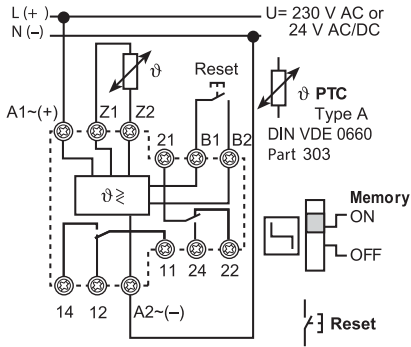 L (+)
N (–)
U= 230 V AC or
24 V AC/DC
ϑ
Reset
ϑ PTC
Type A
DIN VDE 0660
Part 303
A1~(+)
Z1
Z2
21
B1
B2
ϑ≥
Memory
ON
OFF
11
24
22
14
12
A2~(–)
Reset